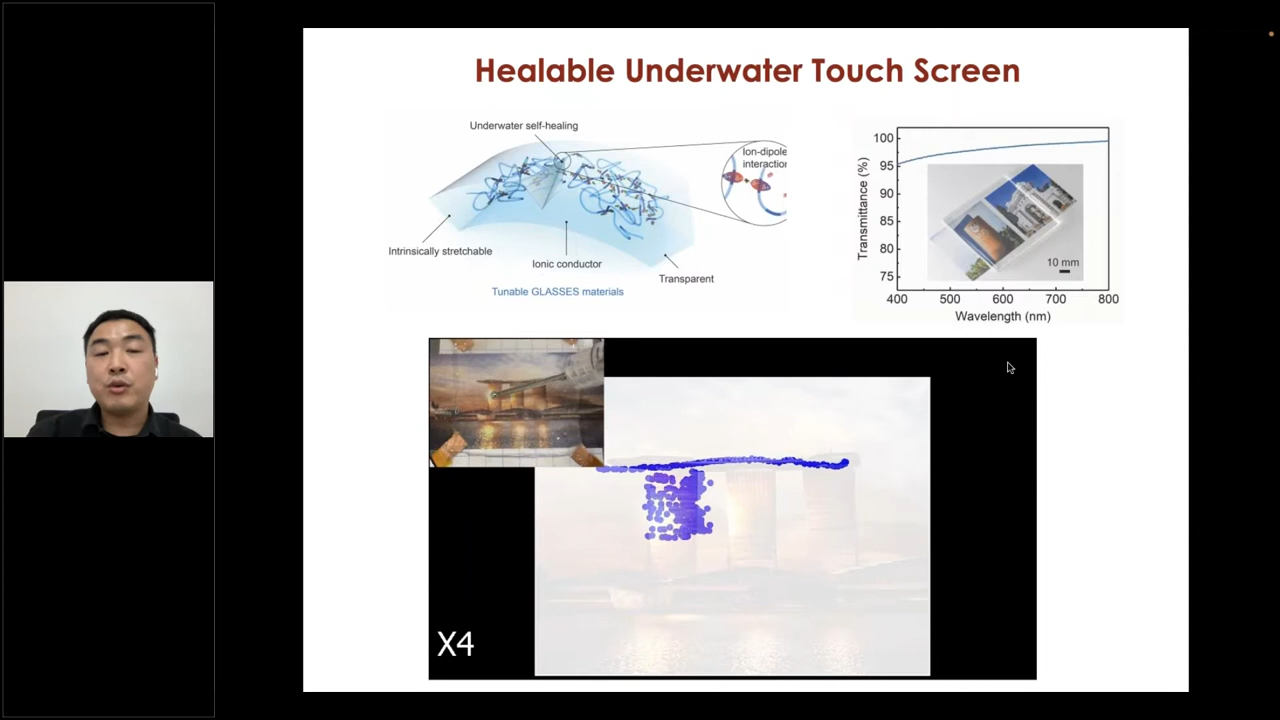 Healable Underwater Touch Screen
Underwater self-healing
Ion-dipole
interaction
Intrinsically stretchable
Ionic conductor
Transparent
Tunable GLASSES materials
100
95
90
85
80
75
Transmittance (%)
10 mm
400
500
600
700
800
Wavelength (nm)
X4